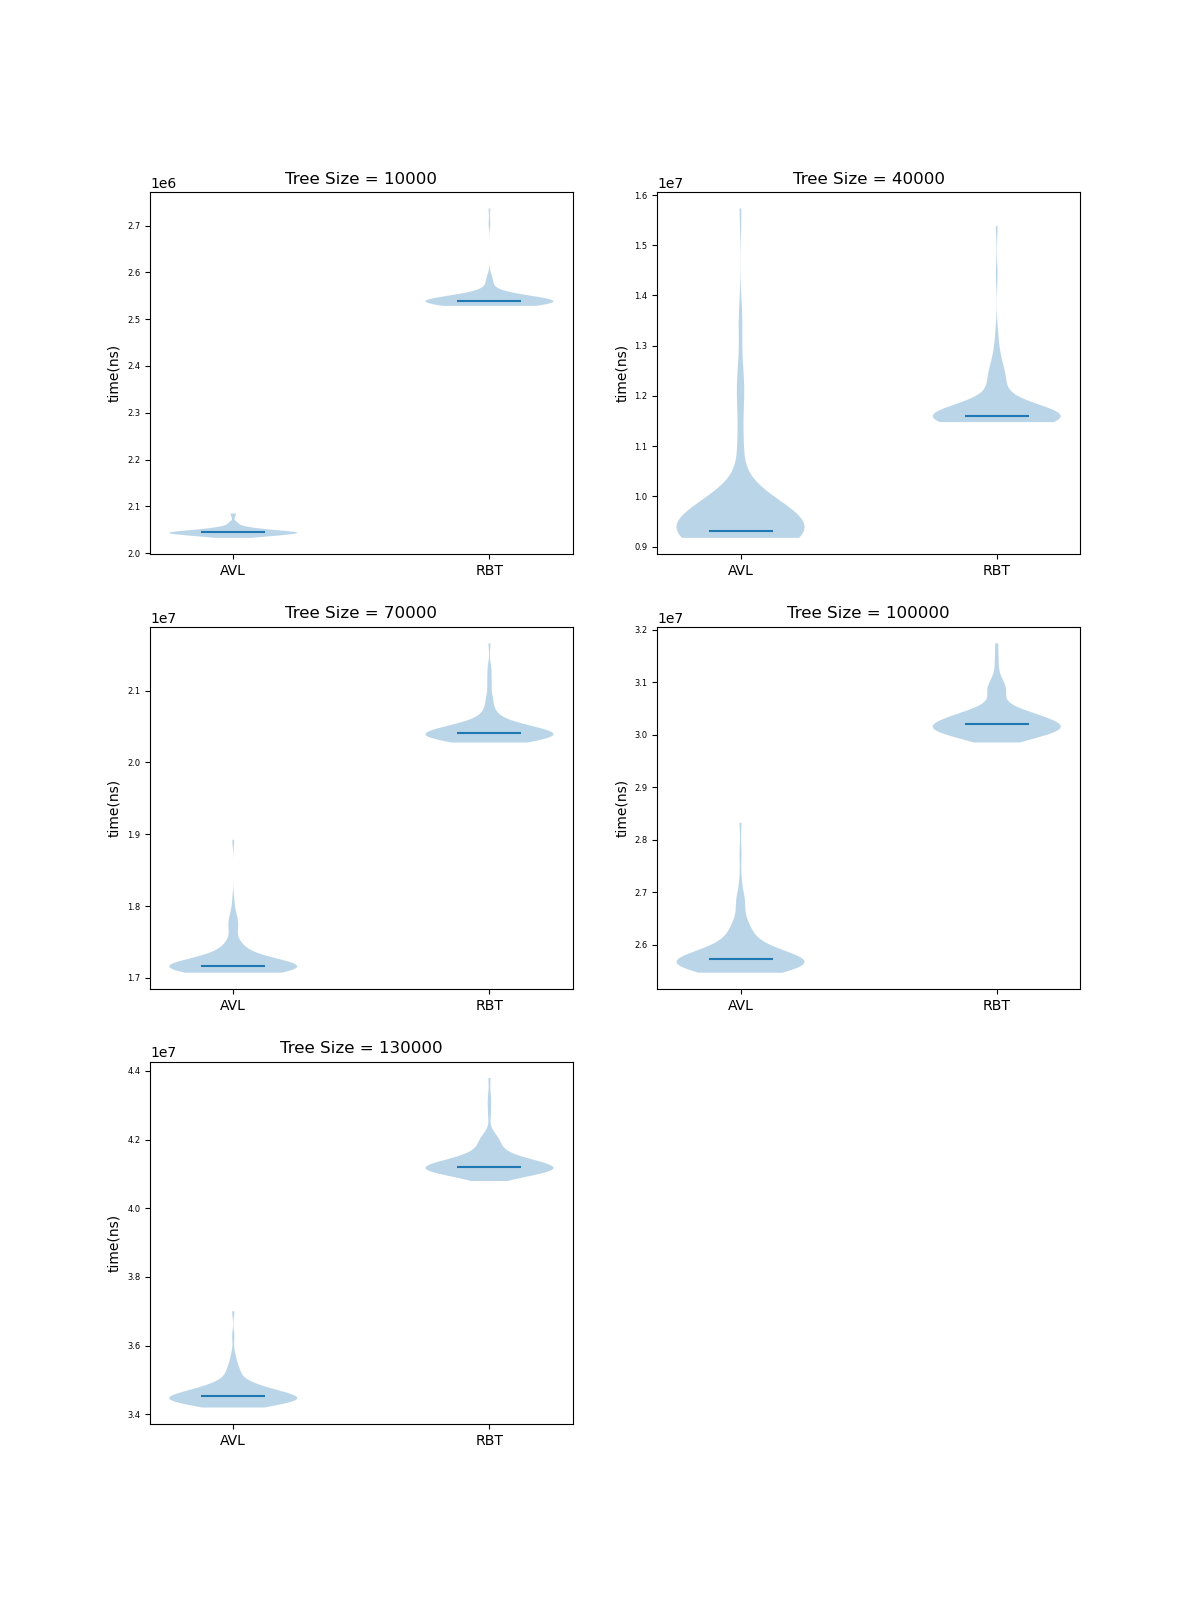 Tree Size = 10000
1e6
2.7
2.6
2.5
2.4
2.3
2.2
2.1
2.0
time(ns)
AVL RBT
Tree Size = 40000
1e7
1.6
1.5
1.4
1.3
1.2
1.1
1.0
0.9
time(ns)
AVL RBT
Tree Size = 70000
1e7
2.1
2.0
1.9
1.8
1.7
time(ns)
AVL RBT
Tree Size = 100000
1e7
3.2
3.1
3.0
2.9
2.8
2.7
2.6
time(ns)
AVL RBT
Tree Size = 130000
1e7
4.4
4.2
4.0
3.8
3.6
3.4
time(ns)
AVL RBT